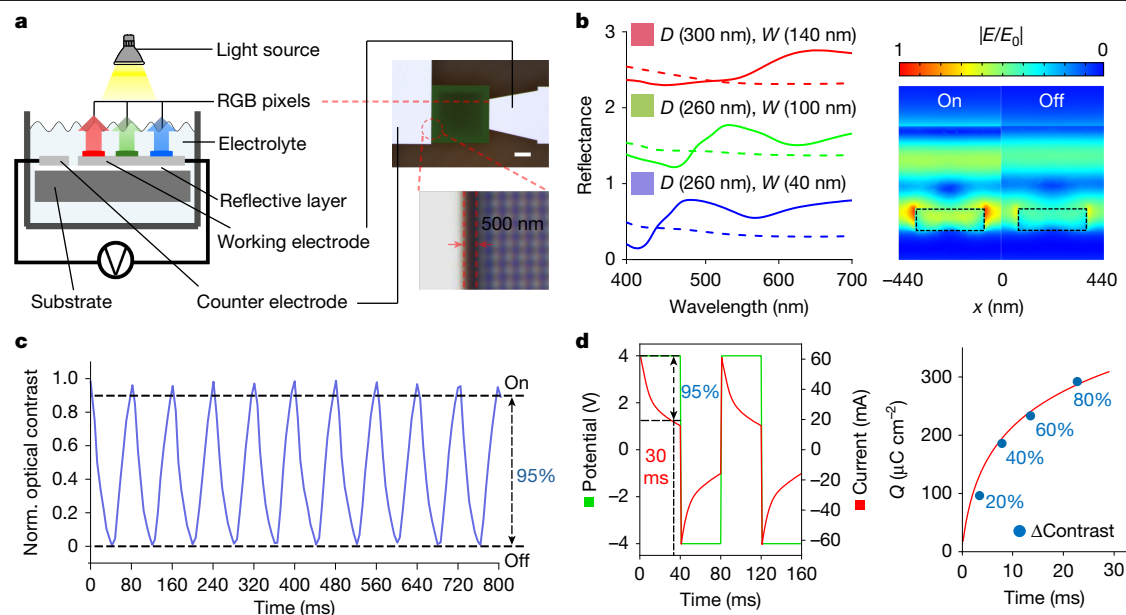 a
Light source
RGB pixels
Electrolyte
Reflective layer
Working electrode
Counter electrode
Substrate
V
500 nm
b
Reflectance
3
2
1
0
D (300 nm), W (140 nm)
D (260 nm), W (100 nm)
D (260 nm), W (40 nm)
400 500 600 700
Wavelength (nm)
|E/E0|
1 0
On Off
−440 0 440
x (nm)
c
Norm. optical contrast
1.0
0.8
0.6
0.4
0.2
0
On
95%
Off
0 80 160 240 320 400 480 560 640 720 800
Time (ms)
d
Potential (V)
4
2
0
−2
−4
95%
30
ms
60
40
20
0
−20
−40
−60
Current (mA)
0 40 80 120 160
Time (ms)
Q (μC cm−2)
300
200
100
0
80%
60%
40%
20%
ΔContrast
0 10 20 30
Time (ms)